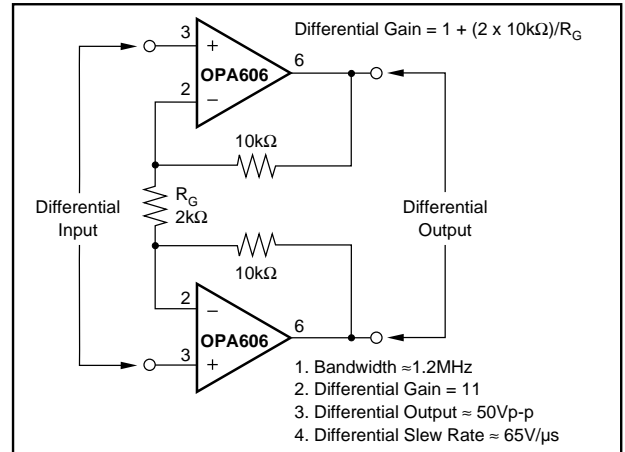 Differential Gain = 1 + (2 x 10kΩ)/RG
3
+
OPA606
6
2
–
10kΩ
RG
2kΩ
Differential
Input
Differential
Output
10kΩ
2
–
OPA606
6
3
+
1. Bandwidth ≈1.2MHz
2. Differential Gain = 11
3. Differential Output ≈ 50Vp-p
4. Differential Slew Rate ≈ 65V/µs